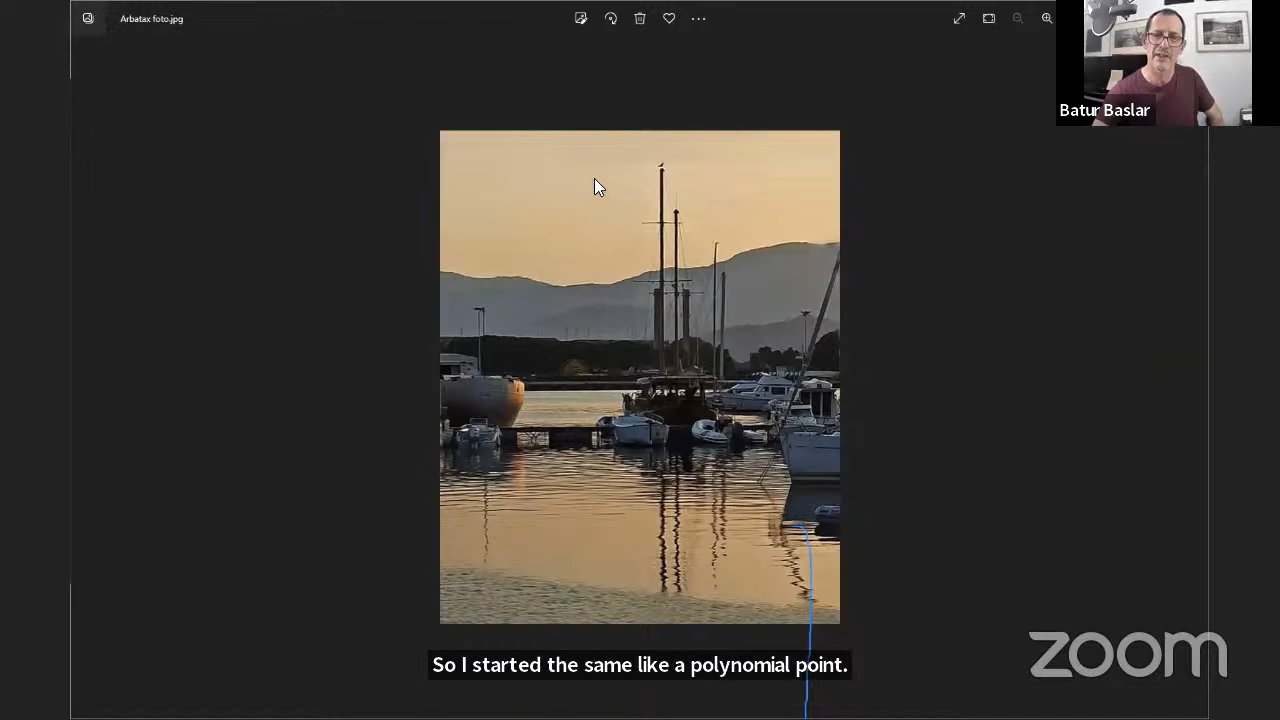 Arbatax foto.jpg
Batur Baslar
So I started the same like a polynomial point.
zoom